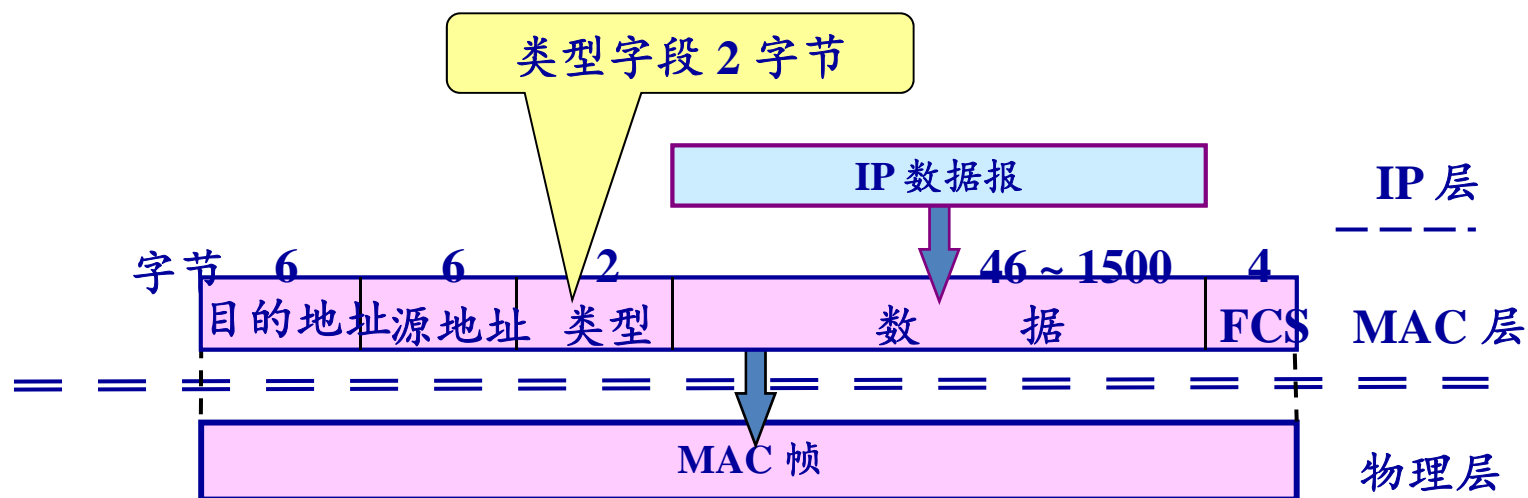 类型字段 2 字节
IP 数据报
IP 层
字节 6 6 2 46 ~ 1500 4
目的地址 源地址 类型 数 据 FCS MAC 层
MAC 帧
物理层